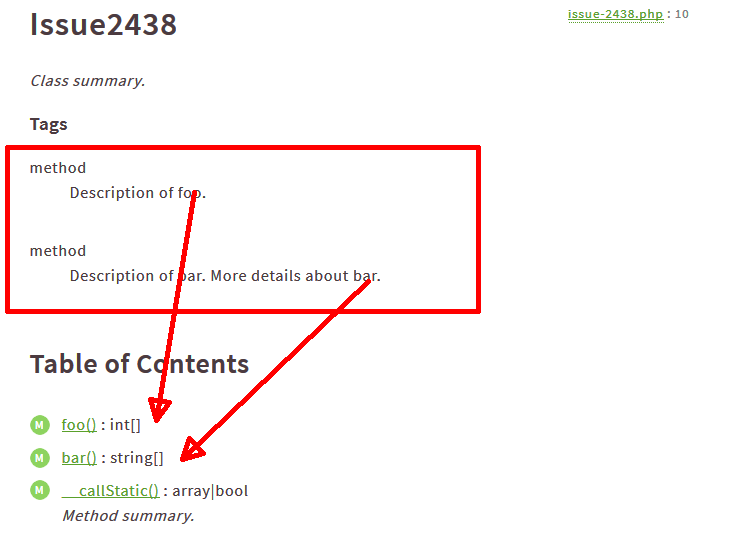 Issue2438
issue-2438.php : 10
Class summary.
Tags
method
Description of foo.
method
Description of bar. More details about bar.
Table of Contents
M foo() : int[]
M bar() : string[]
M __callStatic() : array|bool
Method summary.